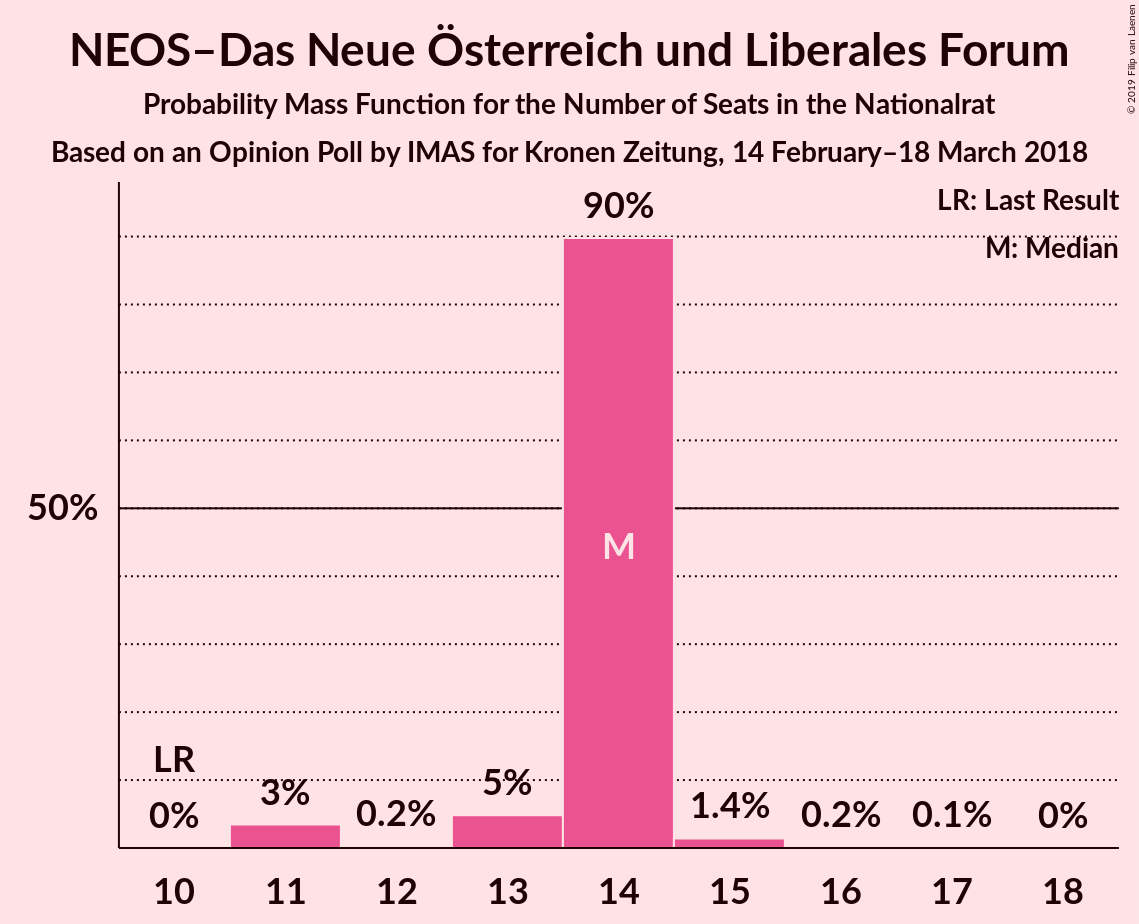 NEOS–Das Neue Österreich und Liberales Forum
Probability Mass Function for the Number of Seats in the Nationalrat
Based on an Opinion Poll by IMAS for Kronen Zeitung, 14 February–18 March 2018
© 2019 Filip van Laenen
LR: Last Result
M: Median
90%
50%
M
LR
0%
3%
0.2%
5%
1.4%
0.2%
0.1%
0%
10 11 12 13 14 15 16 17 18